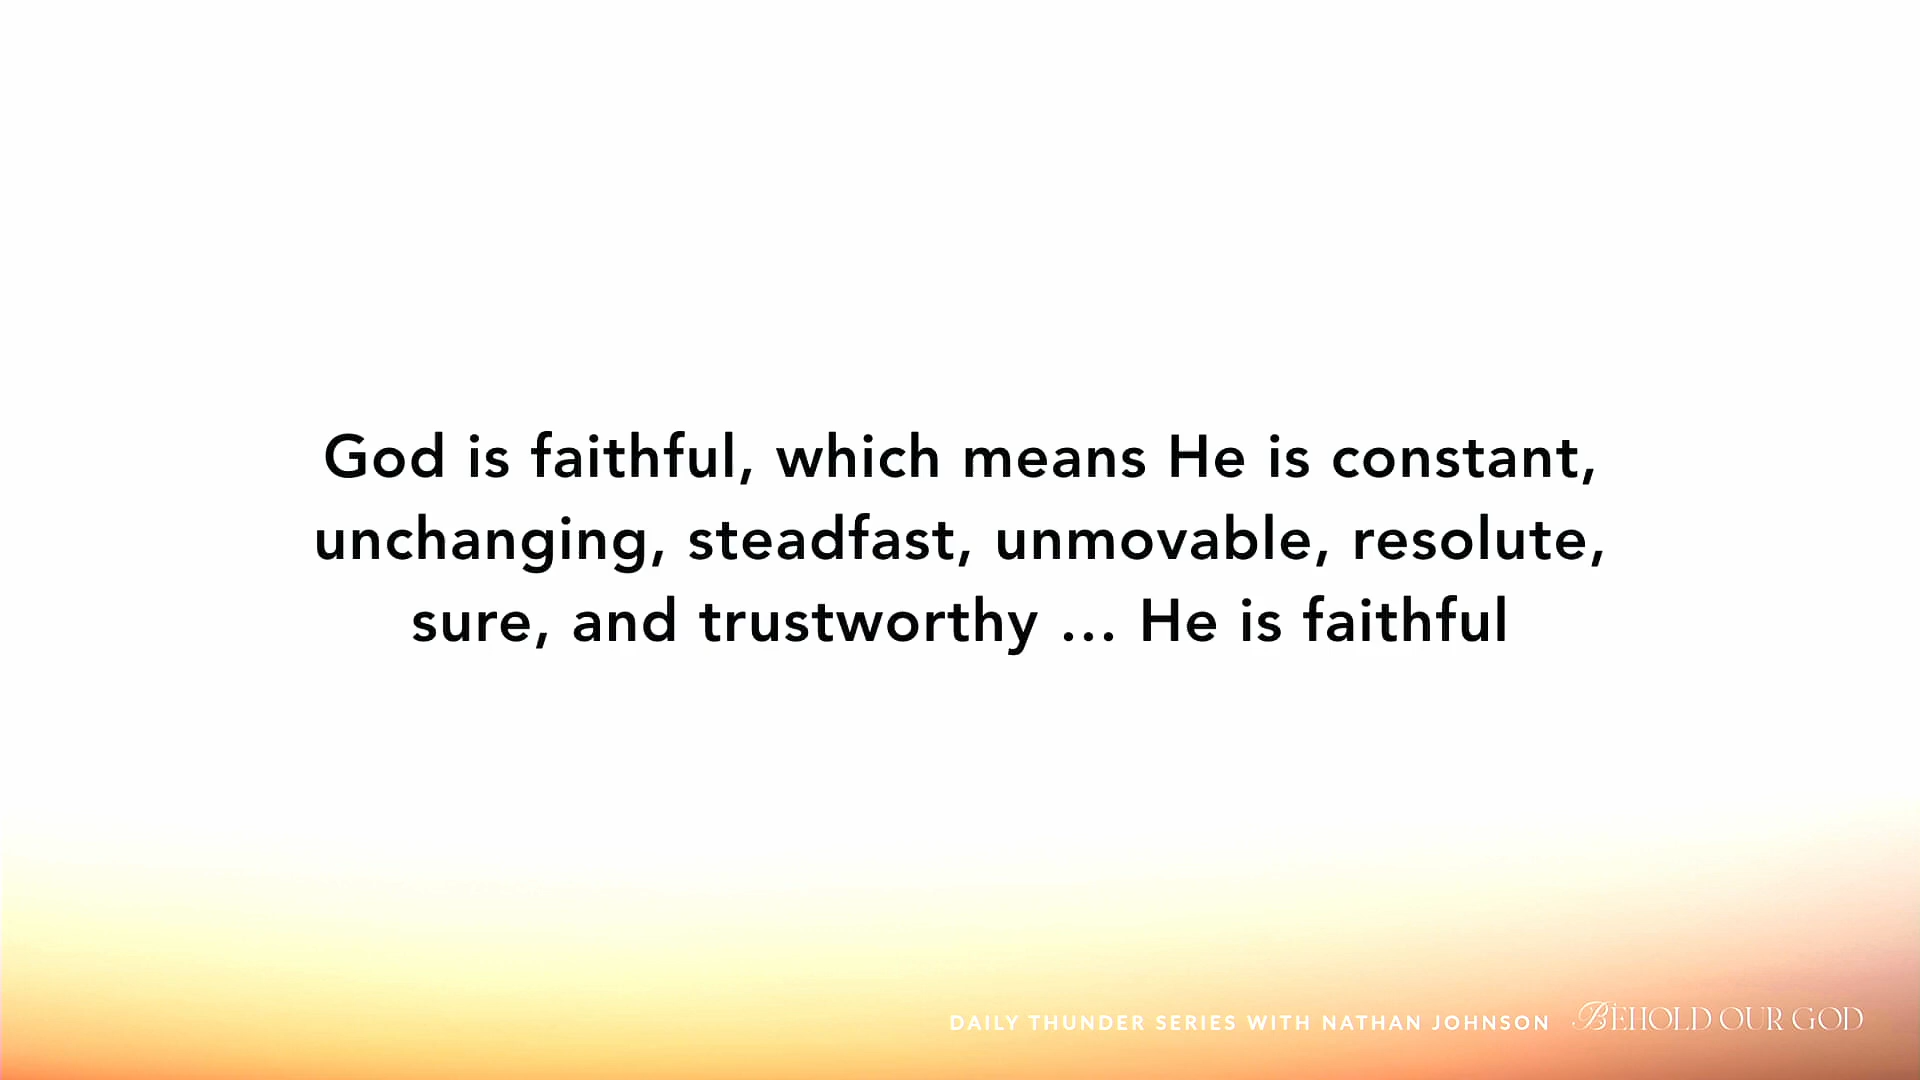 God is faithful, which means He is constant,
unchanging, steadfast, unmovable, resolute,
sure, and trustworthy … He is faithful
DAILY THUNDER SERIES WITH NATHAN JOHNSON BEHOLD OUR GOD